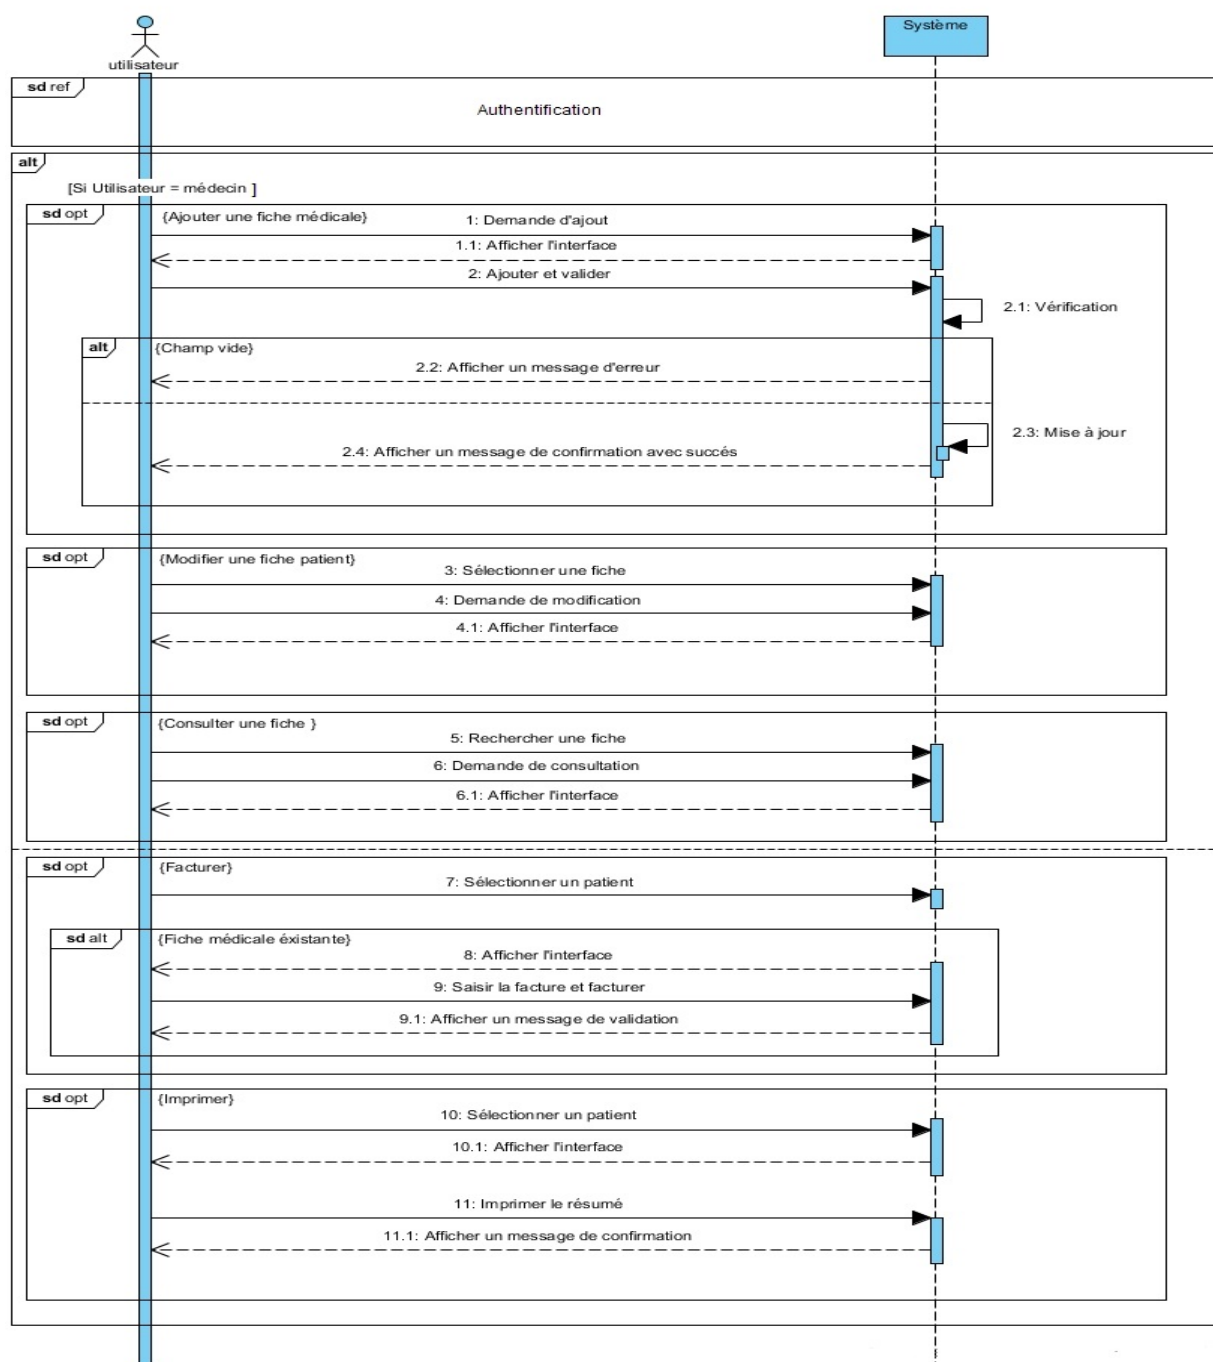 Système
utilisateur
sd ref
Authentification
alt
[Si Utilisateur = médecin ]
sd opt
{Ajouter une fiche médicale}
1: Demande d'ajout
1.1: Afficher l'interface
2: Ajouter et valider
2.1: Vérification
alt
{Champ vide}
2.2: Afficher un message d'erreur
2.3: Mise à jour
2.4: Afficher un message de confirmation avec succés
sd opt
{Modifier une fiche patient}
3: Sélectionner une fiche
4: Demande de modification
4.1: Afficher l'interface
sd opt
{Consulter une fiche }
5: Rechercher une fiche
6: Demande de consultation
6.1: Afficher l'interface
sd opt
{Facturer}
7: Sélectionner un patient
sd alt
{Fiche médicale éxistante}
8: Afficher l'interface
9: Saisir la facture et facturer
9.1: Afficher un message de validation
sd opt
{Imprimer}
10: Sélectionner un patient
10.1: Afficher l'interface
11: Imprimer le résumé
11.1: Afficher un message de confirmation